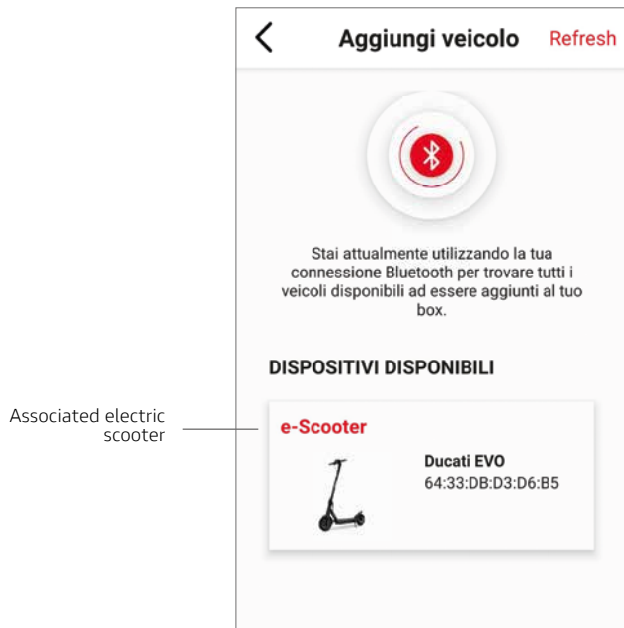 Aggiungi veicolo Refresh
Stai attualmente utilizzando la tua
connessione Bluetooth per trovare tutti i
veicoli disponibili ad essere aggiunti al tuo
box.
DISPOSITIVI DISPONIBILI
Associated electric
scooter
e-Scooter
Ducati EVO
64:33:DB:D3:D6:B5